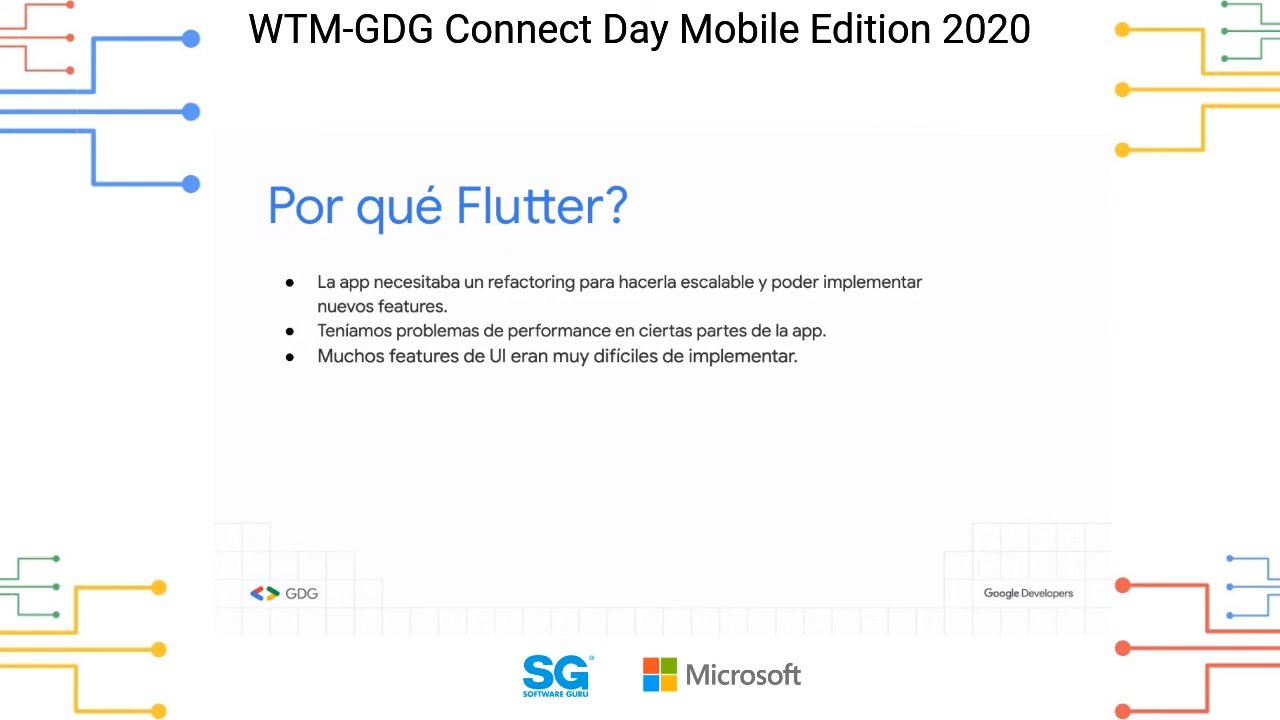 WTM-GDG Connect Day Mobile Edition 2020
Por qué Flutter?
● La app necesitaba un refactoring para hacerla escalable y poder implementar
nuevos features.
● Teníamos problemas de performance en ciertas partes de la app.
● Muchos features de UI eran muy difíciles de implementar.
GDG
Google Developers
SG®
SOFTWARE GURU
Microsoft